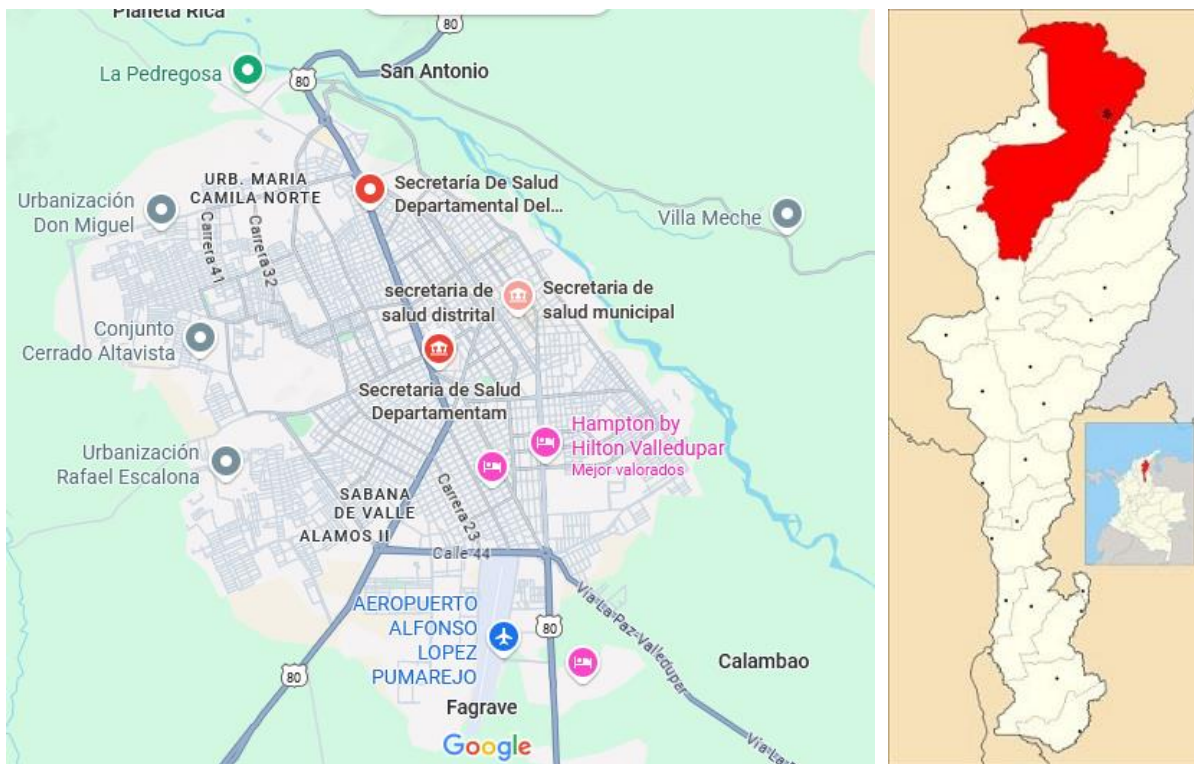 Planeta Rica
80
La Pedregosa
80
San Antonio
URB. MARIA
CAMILA NORTE
Secretaría De Salud
Departamental Del...
Urbanización
Don Miguel
Carrera 41
Carrera 32
Villa Meche
secretaria de
salud distrital
Secretaria de
salud municipal
Conjunto
Cerrado Altavista
Secretaria de Salud
Departamentam
Hampton by
Hilton Valledupar
Mejor valorados
Urbanización
Rafael Escalona
SABANA
DE VALLE
Carrera 23
ALAMOS II
Calle 44
AEROPUERTO
ALFONSO
LOPEZ
PUMAREJO
80
Vía La Paz-Valledupar
80
Calambao
Fagrave
Google
Vía La